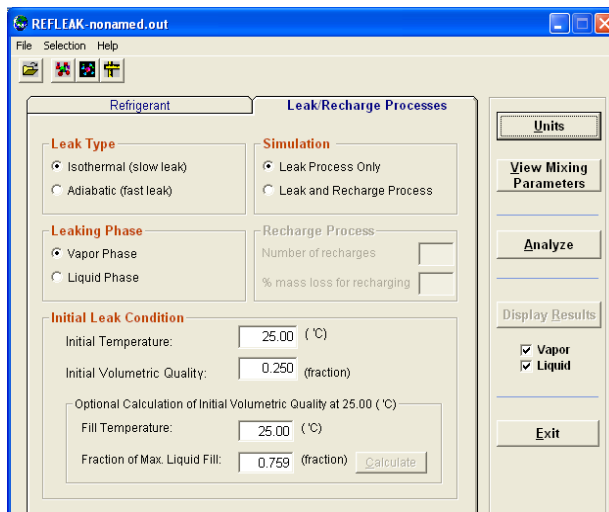 REFLEAK-nonamed.out
File Selection Help
Refrigerant
Leak/Recharge Processes
Leak Type
Isothermal (slow leak)
Adiabatic (fast leak)
Simulation
Leak Process Only
Leak and Recharge Process
Leaking Phase
Vapor Phase
Liquid Phase
Recharge Process
Number of recharges
% mass loss for recharging
Initial Leak Condition
Initial Temperature: 25.00 (°C)
Initial Volumetric Quality: 0.250 (fraction)
Optional Calculation of Initial Volumetric Quality at 25.00 (°C)
Fill Temperature: 25.00 (°C)
Fraction of Max. Liquid Fill: 0.759 (fraction) Calculate
Units
View Mixing
Parameters
Analyze
Display Results
Vapor
Liquid
Exit